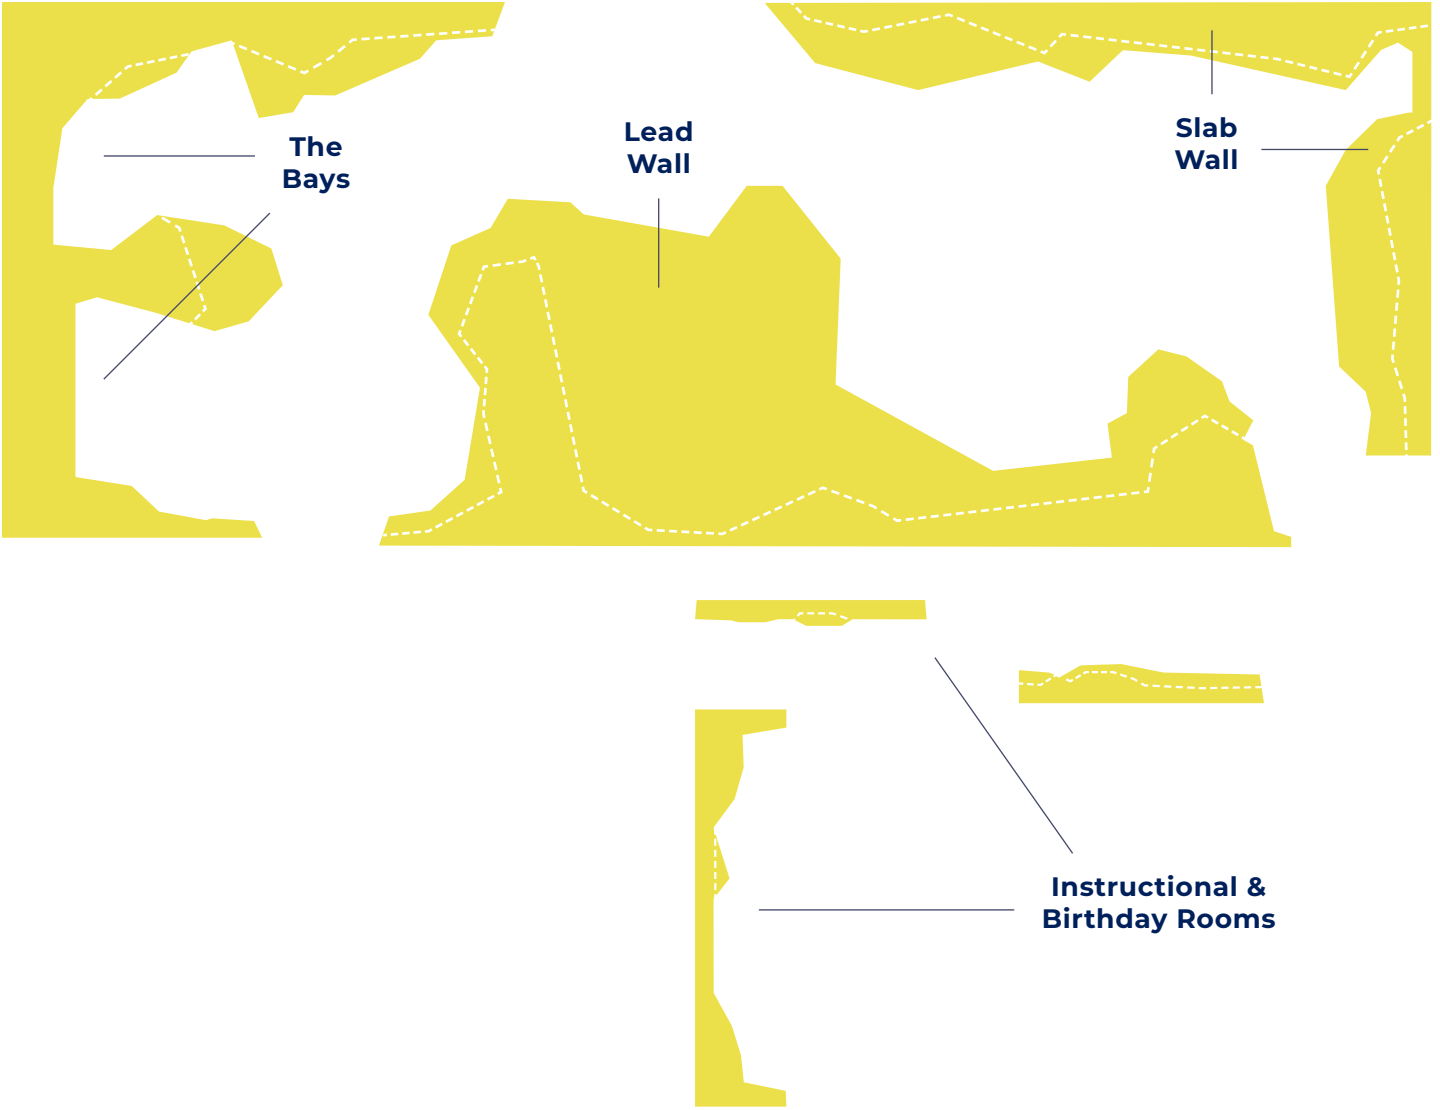 The
Bays
Lead
Wall
Slab
Wall
Instructional &
Birthday Rooms